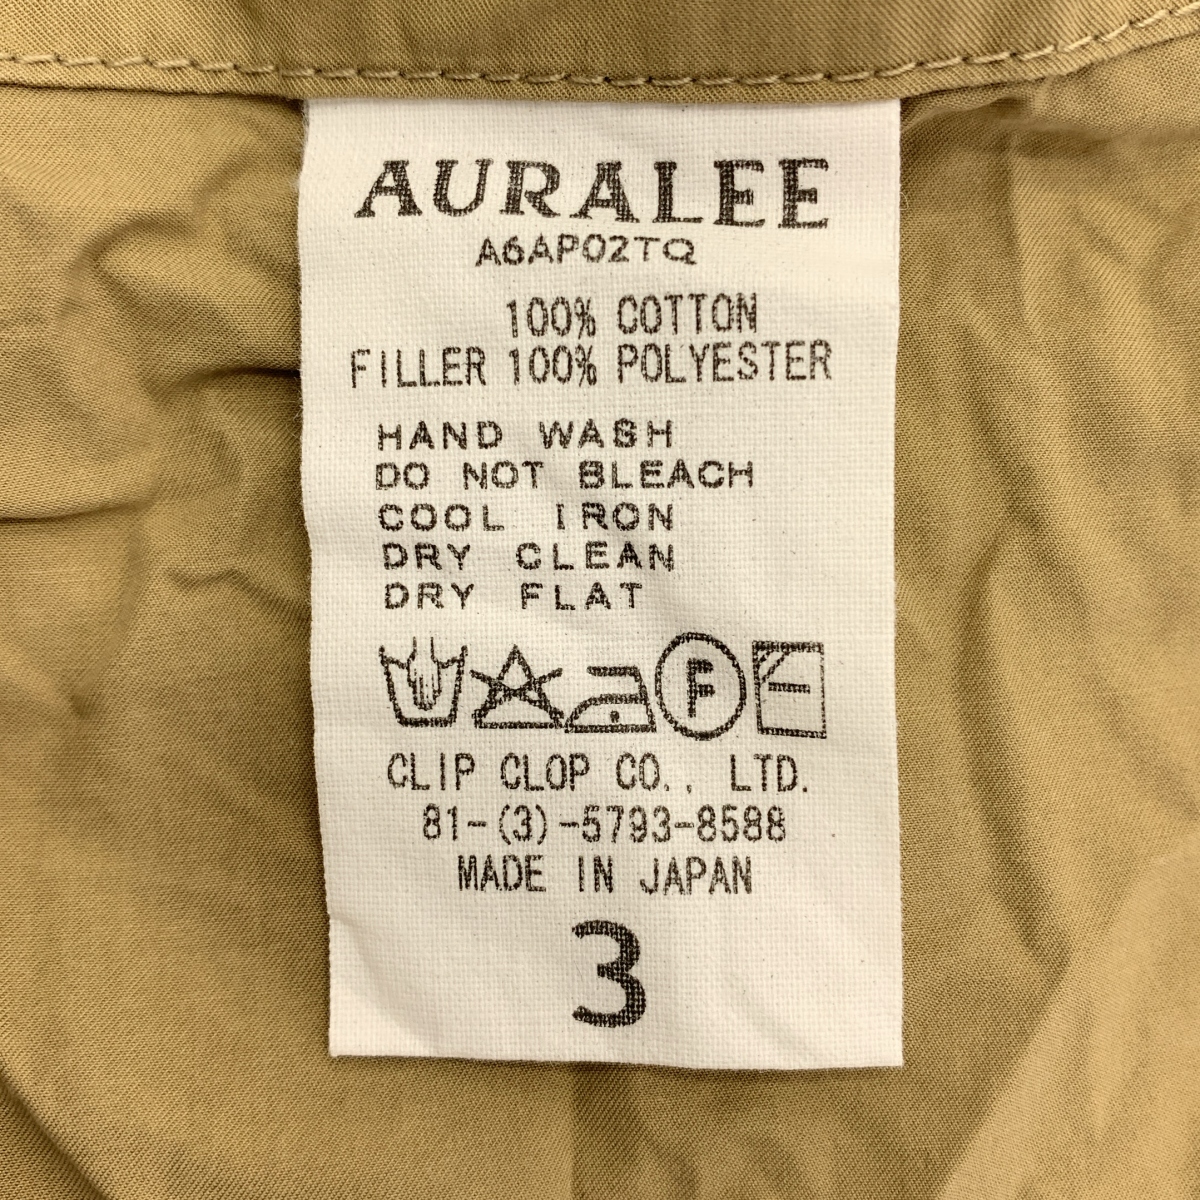 AURALEE
A6AP02TQ
100% COTTON
FILLER 100% POLYESTER
HAND WASH
DO NOT BLEACH
COOL IRON
DRY CLEAN
DRY FLAT
F
CLIP CLOP CO., LTD.
81-(3)-5793-8588
MADE IN JAPAN
3